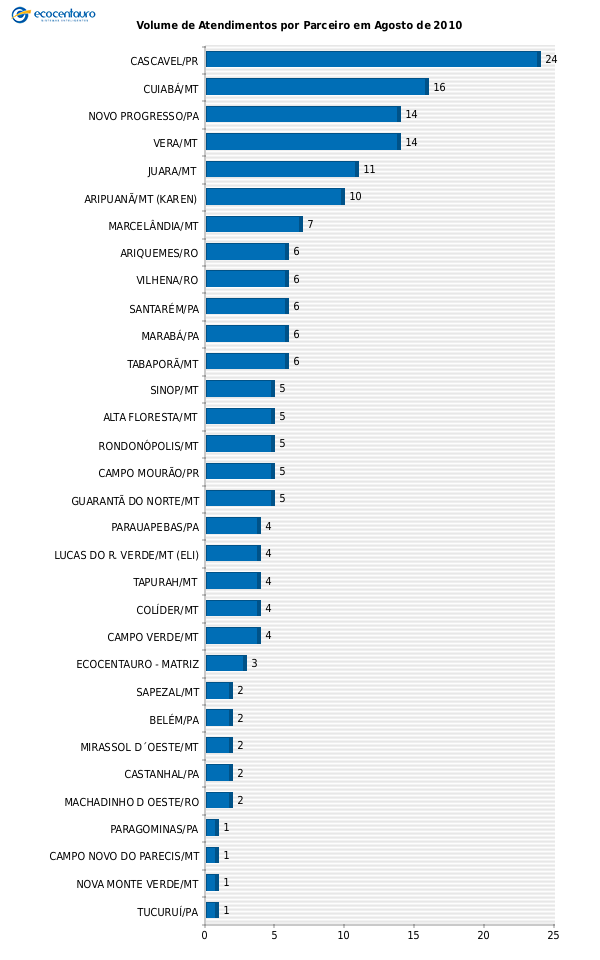 ecocentauro
Volume de Atendimentos por Parceiro em Agosto de 2010
CASCAVEL/PR 24
CUIABÁ/MT 16
NOVO PROGRESSO/PA 14
VERA/MT 14
JUARA/MT 11
ARIPUANÃ/MT (KAREN) 10
MARCELÂNDIA/MT 7
ARIQUEMES/RO 6
VILHENA/RO 6
SANTARÉM/PA 6
MARABÁ/PA 6
TABAPORÃ/MT 6
SINOP/MT 5
ALTA FLORESTA/MT 5
RONDONÓPOLIS/MT 5
CAMPO MOURÃO/PR 5
GUARANTÃ DO NORTE/MT 5
PARAUAPEBAS/PA 4
LUCAS DO R. VERDE/MT (ELI) 4
TAPURAH/MT 4
COLÍDER/MT 4
CAMPO VERDE/MT 4
ECOCENTAURO - MATRIZ 3
SAPEZAL/MT 2
BELÉM/PA 2
MIRASSOL D´OESTE/MT 2
CASTANHAL/PA 2
MACHADINHO D OESTE/RO 2
PARAGOMINAS/PA 1
CAMPO NOVO DO PARECIS/MT 1
NOVA MONTE VERDE/MT 1
TUCURUÍ/PA 1
0 5 10 15 20 25